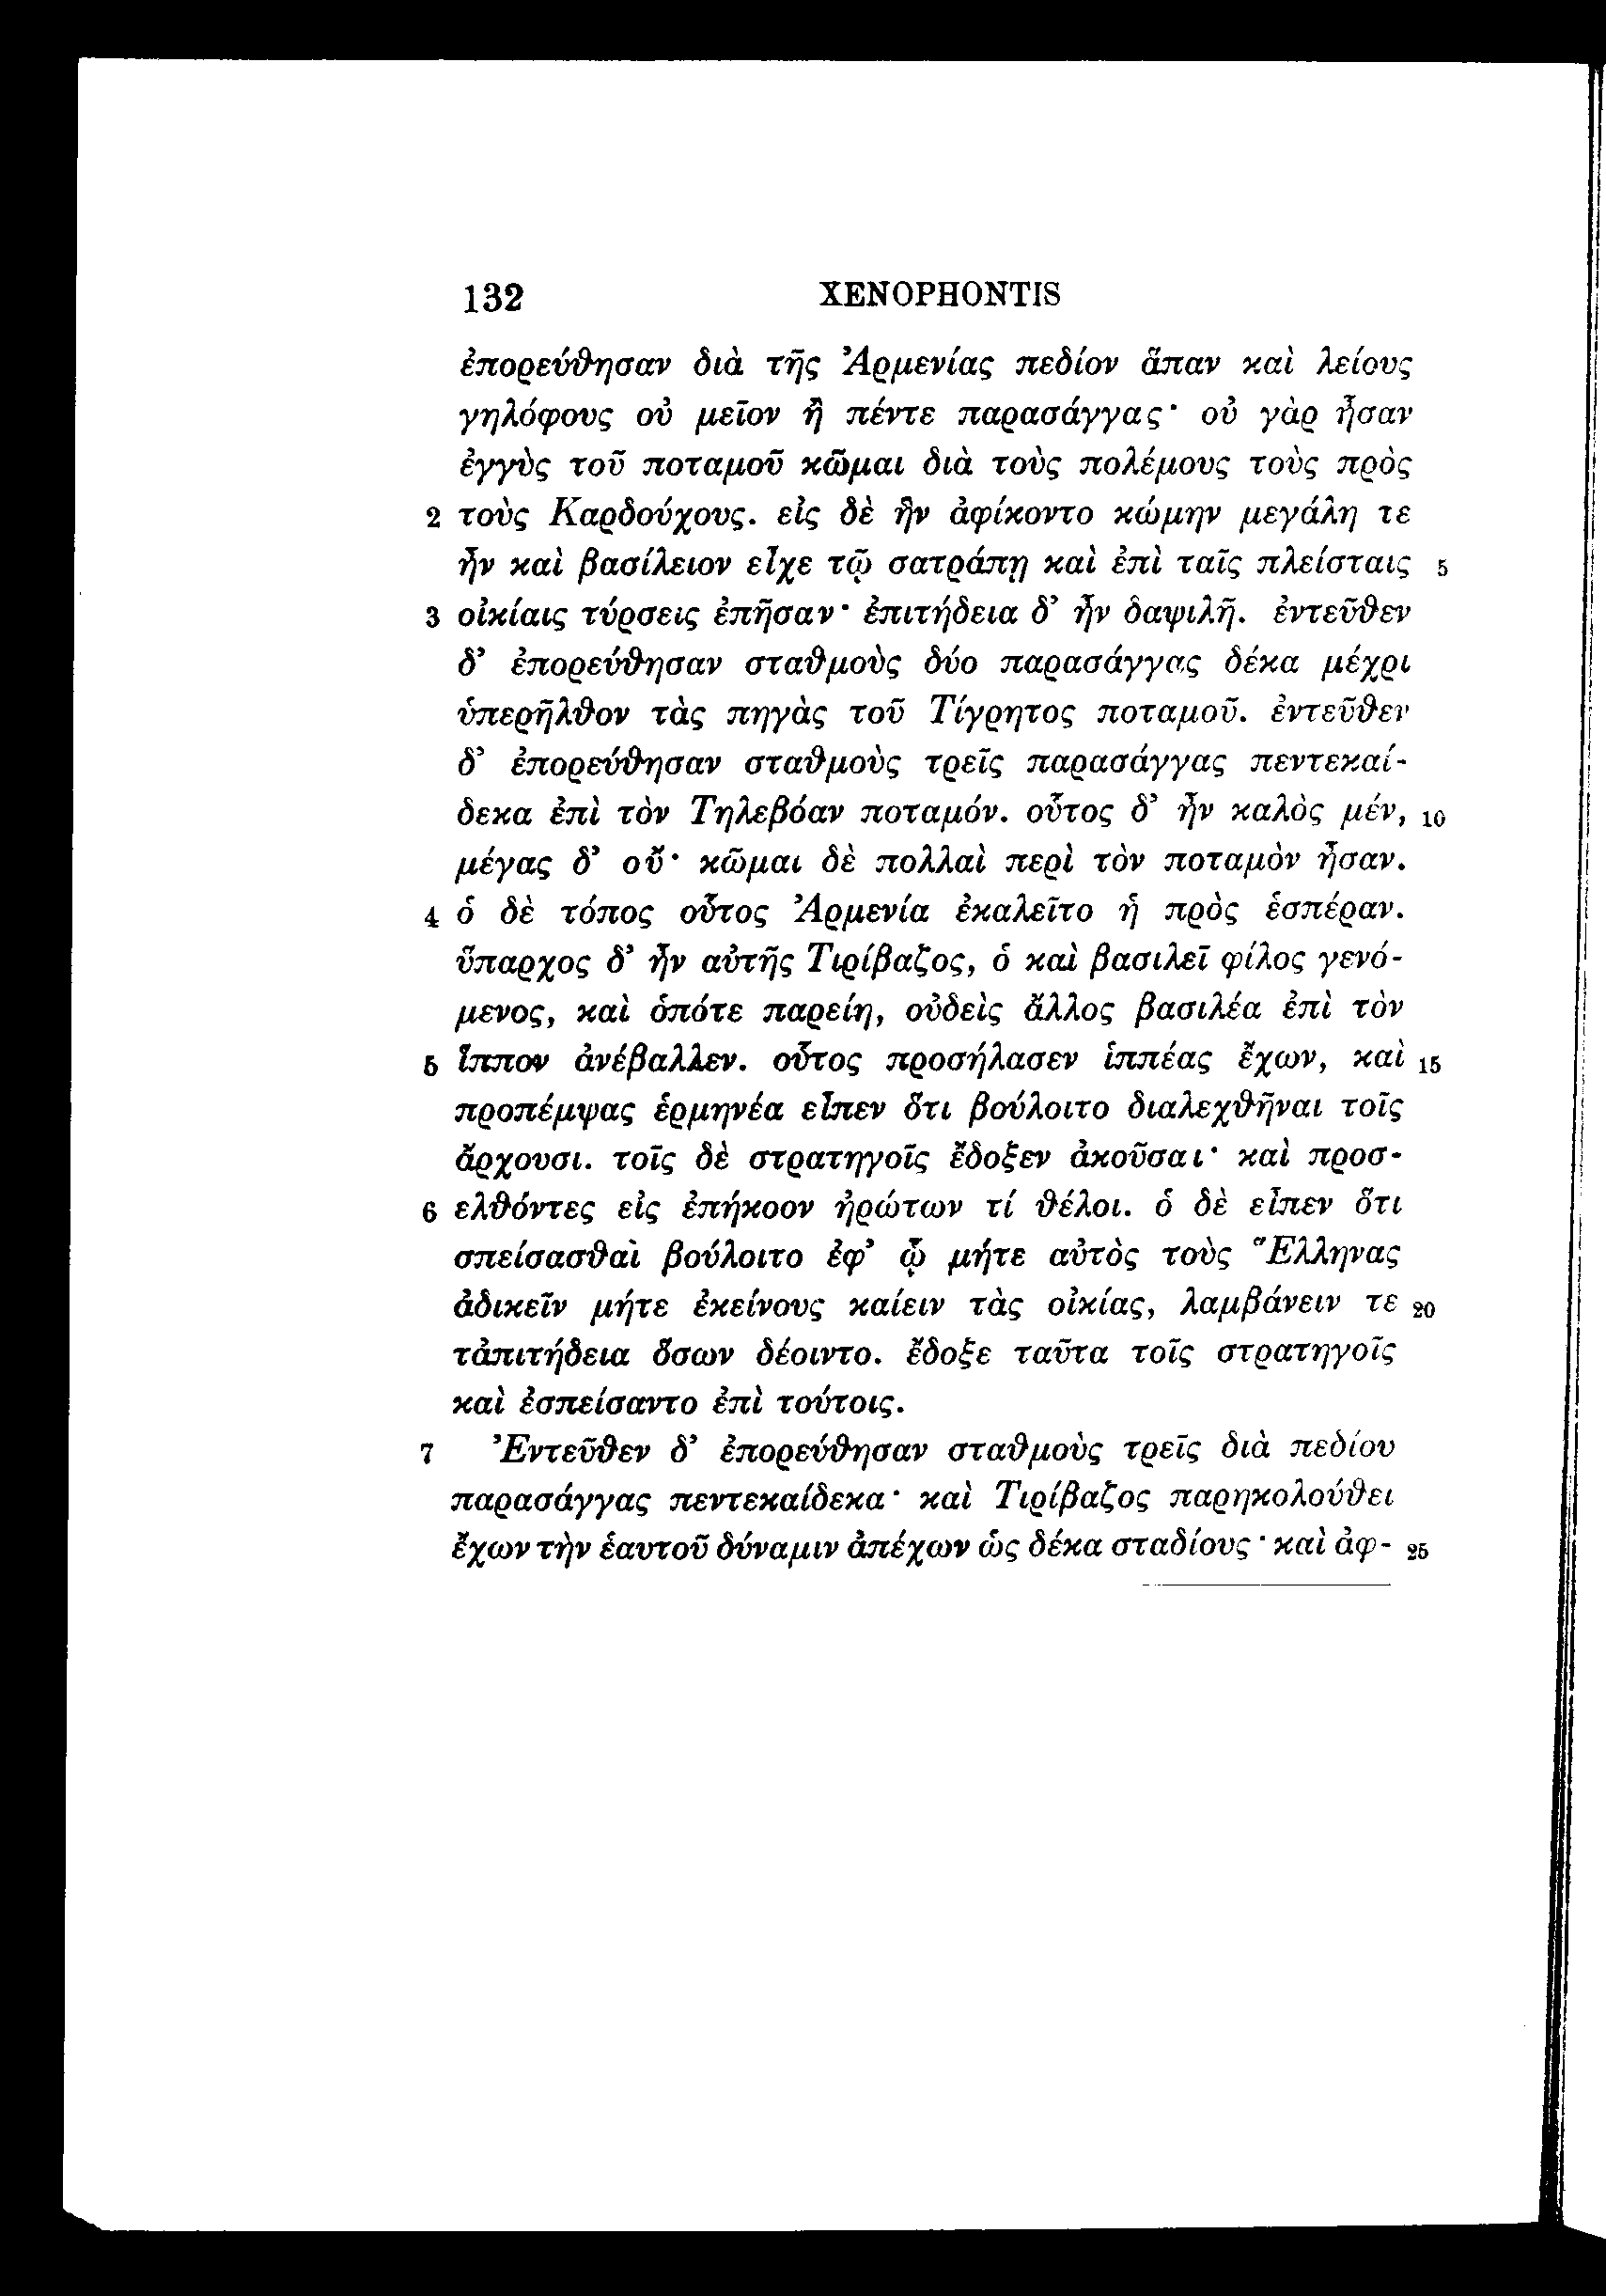 132 XENOPHONTIS
ἐπορεύθησαν διὰ τῆς Ἀρμενίας πεδίον ἅπαν καὶ λείους
γηλόφους οὐ μεῖον ἢ πέντε παρασάγγας· οὐ γὰρ ἦσαν
ἐγγὺς τοῦ ποταμοῦ κῶμαι διὰ τοὺς πολέμους τοὺς πρὸς
2 τοὺς Καρδούχους. εἰς δὲ ἣν ἀφίκοντο κώμην μεγάλη τε
ἦν καὶ βασίλειον εἶχε τῷ σατράπῃ καὶ ἐπὶ ταῖς πλείσταις 5
3 οἰκίαις τύρσεις ἐπῆσαν· ἐπιτήδεια δ’ ἦν δαψιλῆ. ἐντεῦθεν
δ’ ἐπορεύθησαν σταθμοὺς δύο παρασάγγας δέκα μέχρι
ὑπερῆλθον τὰς πηγὰς τοῦ Τίγρητος ποταμοῦ. ἐντεῦθεν
δ’ ἐπορεύθησαν σταθμοὺς τρεῖς παρασάγγας πεντεκαί-
δεκα ἐπὶ τὸν Τηλεβόαν ποταμόν. οὗτος δ’ ἦν καλὸς μέν, 10
μέγας δ’ οὔ· κῶμαι δὲ πολλαὶ περὶ τὸν ποταμὸν ἦσαν.
4 ὁ δὲ τόπος οὗτος Ἀρμενία ἐκαλεῖτο ἡ πρὸς ἑσπέραν.
ὕπαρχος δ’ ἦν αὐτῆς Τιρίβαζος, ὁ καὶ βασιλεῖ φίλος γενό-
μενος, καὶ ὁπότε παρείη, οὐδεὶς ἄλλος βασιλέα ἐπὶ τὸν
5 ἵππον ἀνέβαλλεν. οὗτος προσήλασεν ἱππέας ἔχων, καὶ 15
προπέμψας ἑρμηνέα εἶπεν ὅτι βούλοιτο διαλεχθῆναι τοῖς
ἄρχουσι. τοῖς δὲ στρατηγοῖς ἔδοξεν ἀκοῦσαι· καὶ προσ-
6 ελθόντες εἰς ἐπήκοον ἠρώτων τί θέλοι. ὁ δὲ εἶπεν ὅτι
σπείσασθαὶ βούλοιτο ἐφ’ ᾧ μήτε αὐτὸς τοὺς Ἕλληνας
ἀδικεῖν μήτε ἐκείνους καίειν τὰς οἰκίας, λαμβάνειν τε 20
τἀπιτήδεια ὅσων δέοιντο. ἔδοξε ταῦτα τοῖς στρατηγοῖς
καὶ ἐσπείσαντο ἐπὶ τούτοις.
7 Ἐντεῦθεν δ’ ἐπορεύθησαν σταθμοὺς τρεῖς διὰ πεδίου
παρασάγγας πεντεκαίδεκα· καὶ Τιρίβαζος παρηκολούθει
ἔχων τὴν ἑαυτοῦ δύναμιν ἀπέχων ὡς δέκα σταδίους· καὶ ἀφ- 25